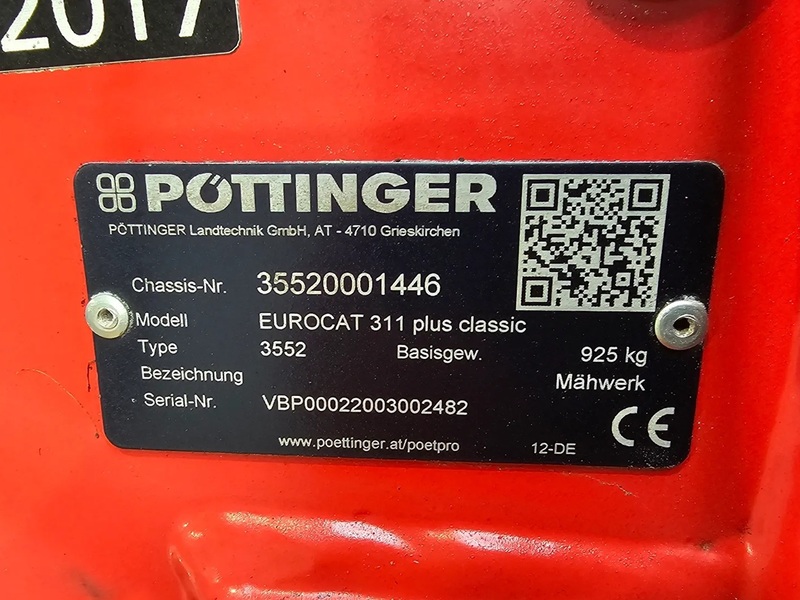 2017
PÖTTINGER
PÖTTINGER Landtechnik GmbH, AT - 4710 Grieskirchen
Chassis-Nr. 35520001446
Modell EUROCAT 311 plus classic
Type 3552 Basisgew. 925 kg
Bezeichnung Mähwerk
Serial-Nr. VBP00022003002482
CE
www.poettinger.at/poetpro 12-DE